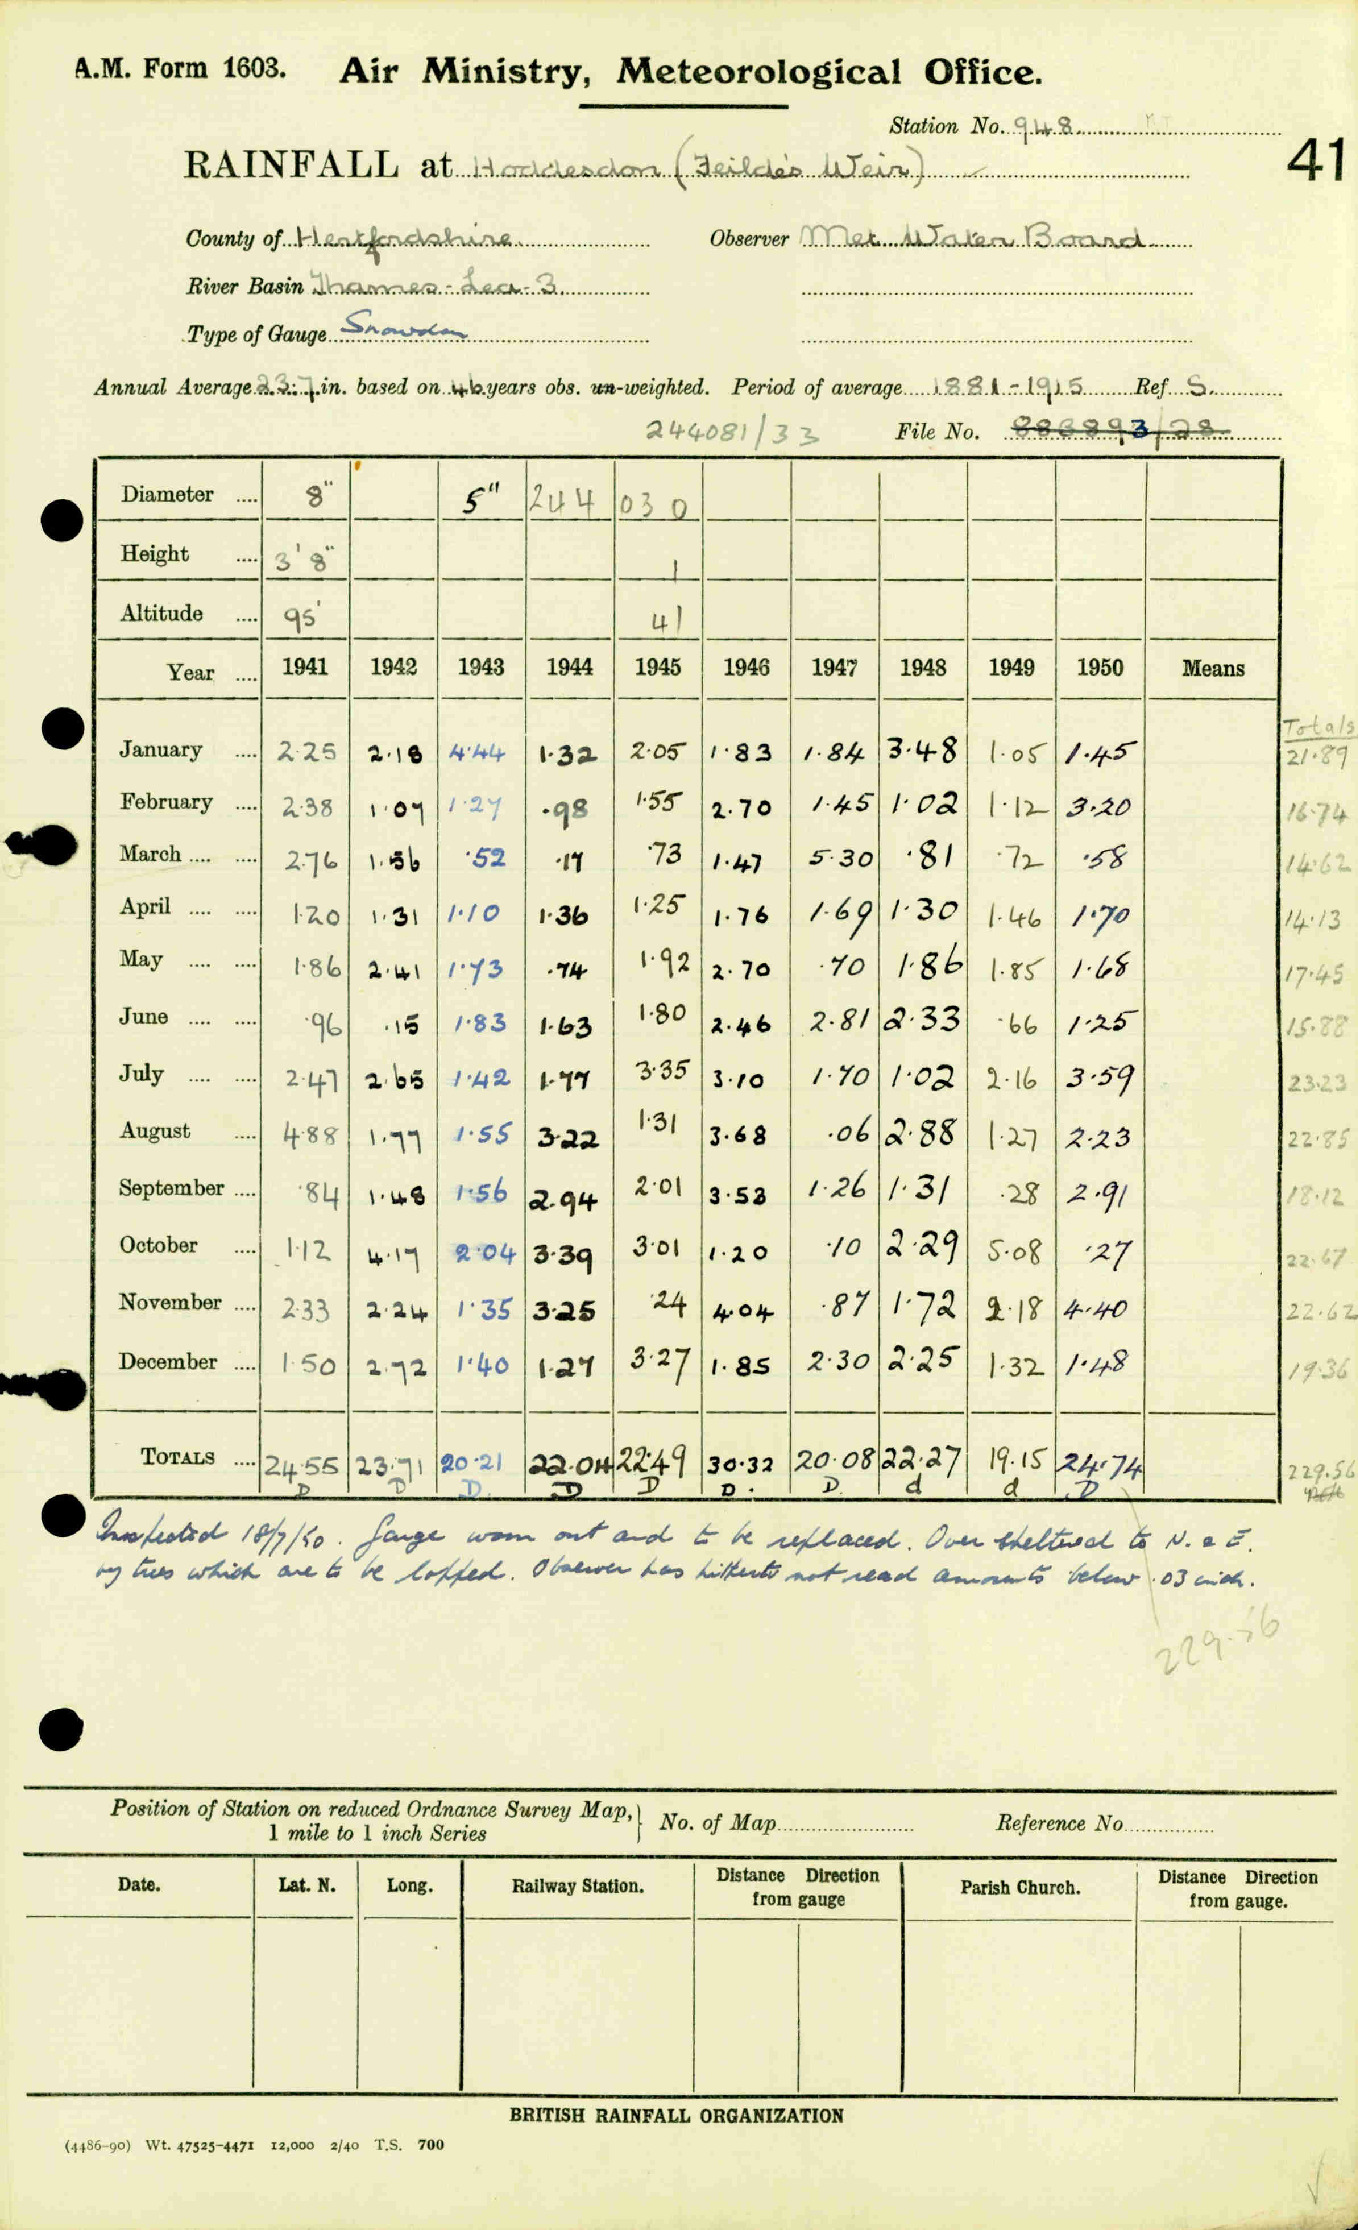 A.M. Form 1603. Air Ministry, Meteorological Office.
Station No. 948
41
RAINFALL at Hoddesdon (Feilde's Weir)
County of Hertfordshire Observer Met. Water Board
River Basin Thames - Lea - 3
Type of Gauge Snowdon
Annual Average 23.7 in. based on 46 years obs. un-weighted. Period of average 1881-1915 Ref. S.
244081/33 File No. 886893/28
Diameter .... 8" 5" 244 030
Height .... 3' 8" 1
Altitude .... 95' 41
Year .... 1941 1942 1943 1944 1945 1946 1947 1948 1949 1950 Means
Totals
January .... 2.25 2.18 4.44 1.32 2.05 1.83 1.84 3.48 1.05 1.45 21.89
February .... 2.38 1.07 1.27 .98 1.55 2.70 1.45 1.02 1.12 3.20 16.74
March .... .... 2.76 1.56 .52 .17 .73 1.47 5.30 .81 .72 .58 14.62
April .... .... 1.20 1.31 1.10 1.36 1.25 1.76 1.69 1.30 1.46 1.70 14.13
May .... .... 1.86 2.41 1.73 .74 1.92 2.70 .70 1.86 1.85 1.68 17.45
June .... .... .96 .15 1.83 1.63 1.80 2.46 2.81 2.33 .66 1.25 15.88
July .... .... 2.47 2.65 1.42 1.77 3.35 3.10 1.70 1.02 2.16 3.59 23.23
August .... 4.88 1.77 1.55 3.22 1.31 3.68 .06 2.88 1.27 2.23 22.85
September .... .84 1.48 1.56 2.94 2.01 3.53 1.26 1.31 .28 2.91 18.12
October .... 1.12 4.17 2.04 3.39 3.01 1.20 .10 2.29 5.08 .27 22.67
November .... 2.33 2.24 1.35 3.25 .24 4.04 .87 1.72 2.18 4.40 22.62
December .... 1.50 2.72 1.40 1.27 3.27 1.85 2.30 2.25 1.32 1.48 19.36
TOTALS .... 24.55 23.71 20.21 22.04 22.49 30.32 20.08 22.27 19.15 24.74 229.56
D D D D D D. D d d D
Inspected 18/7/50. Gauge worn out and to be replaced. Over sheltered to N. & E.
by trees which are to be lopped. Observer has hitherto not read amounts below .03 inch.
229.56
Position of Station on reduced Ordnance Survey Map,} No. of Map Reference No
1 mile to 1 inch Series
Date. Lat. N. Long. Railway Station. Distance Direction Parish Church. Distance Direction
from gauge from gauge.
BRITISH RAINFALL ORGANIZATION
(4486-90) Wt. 47525-4471 12,000 2/40 T.S. 700